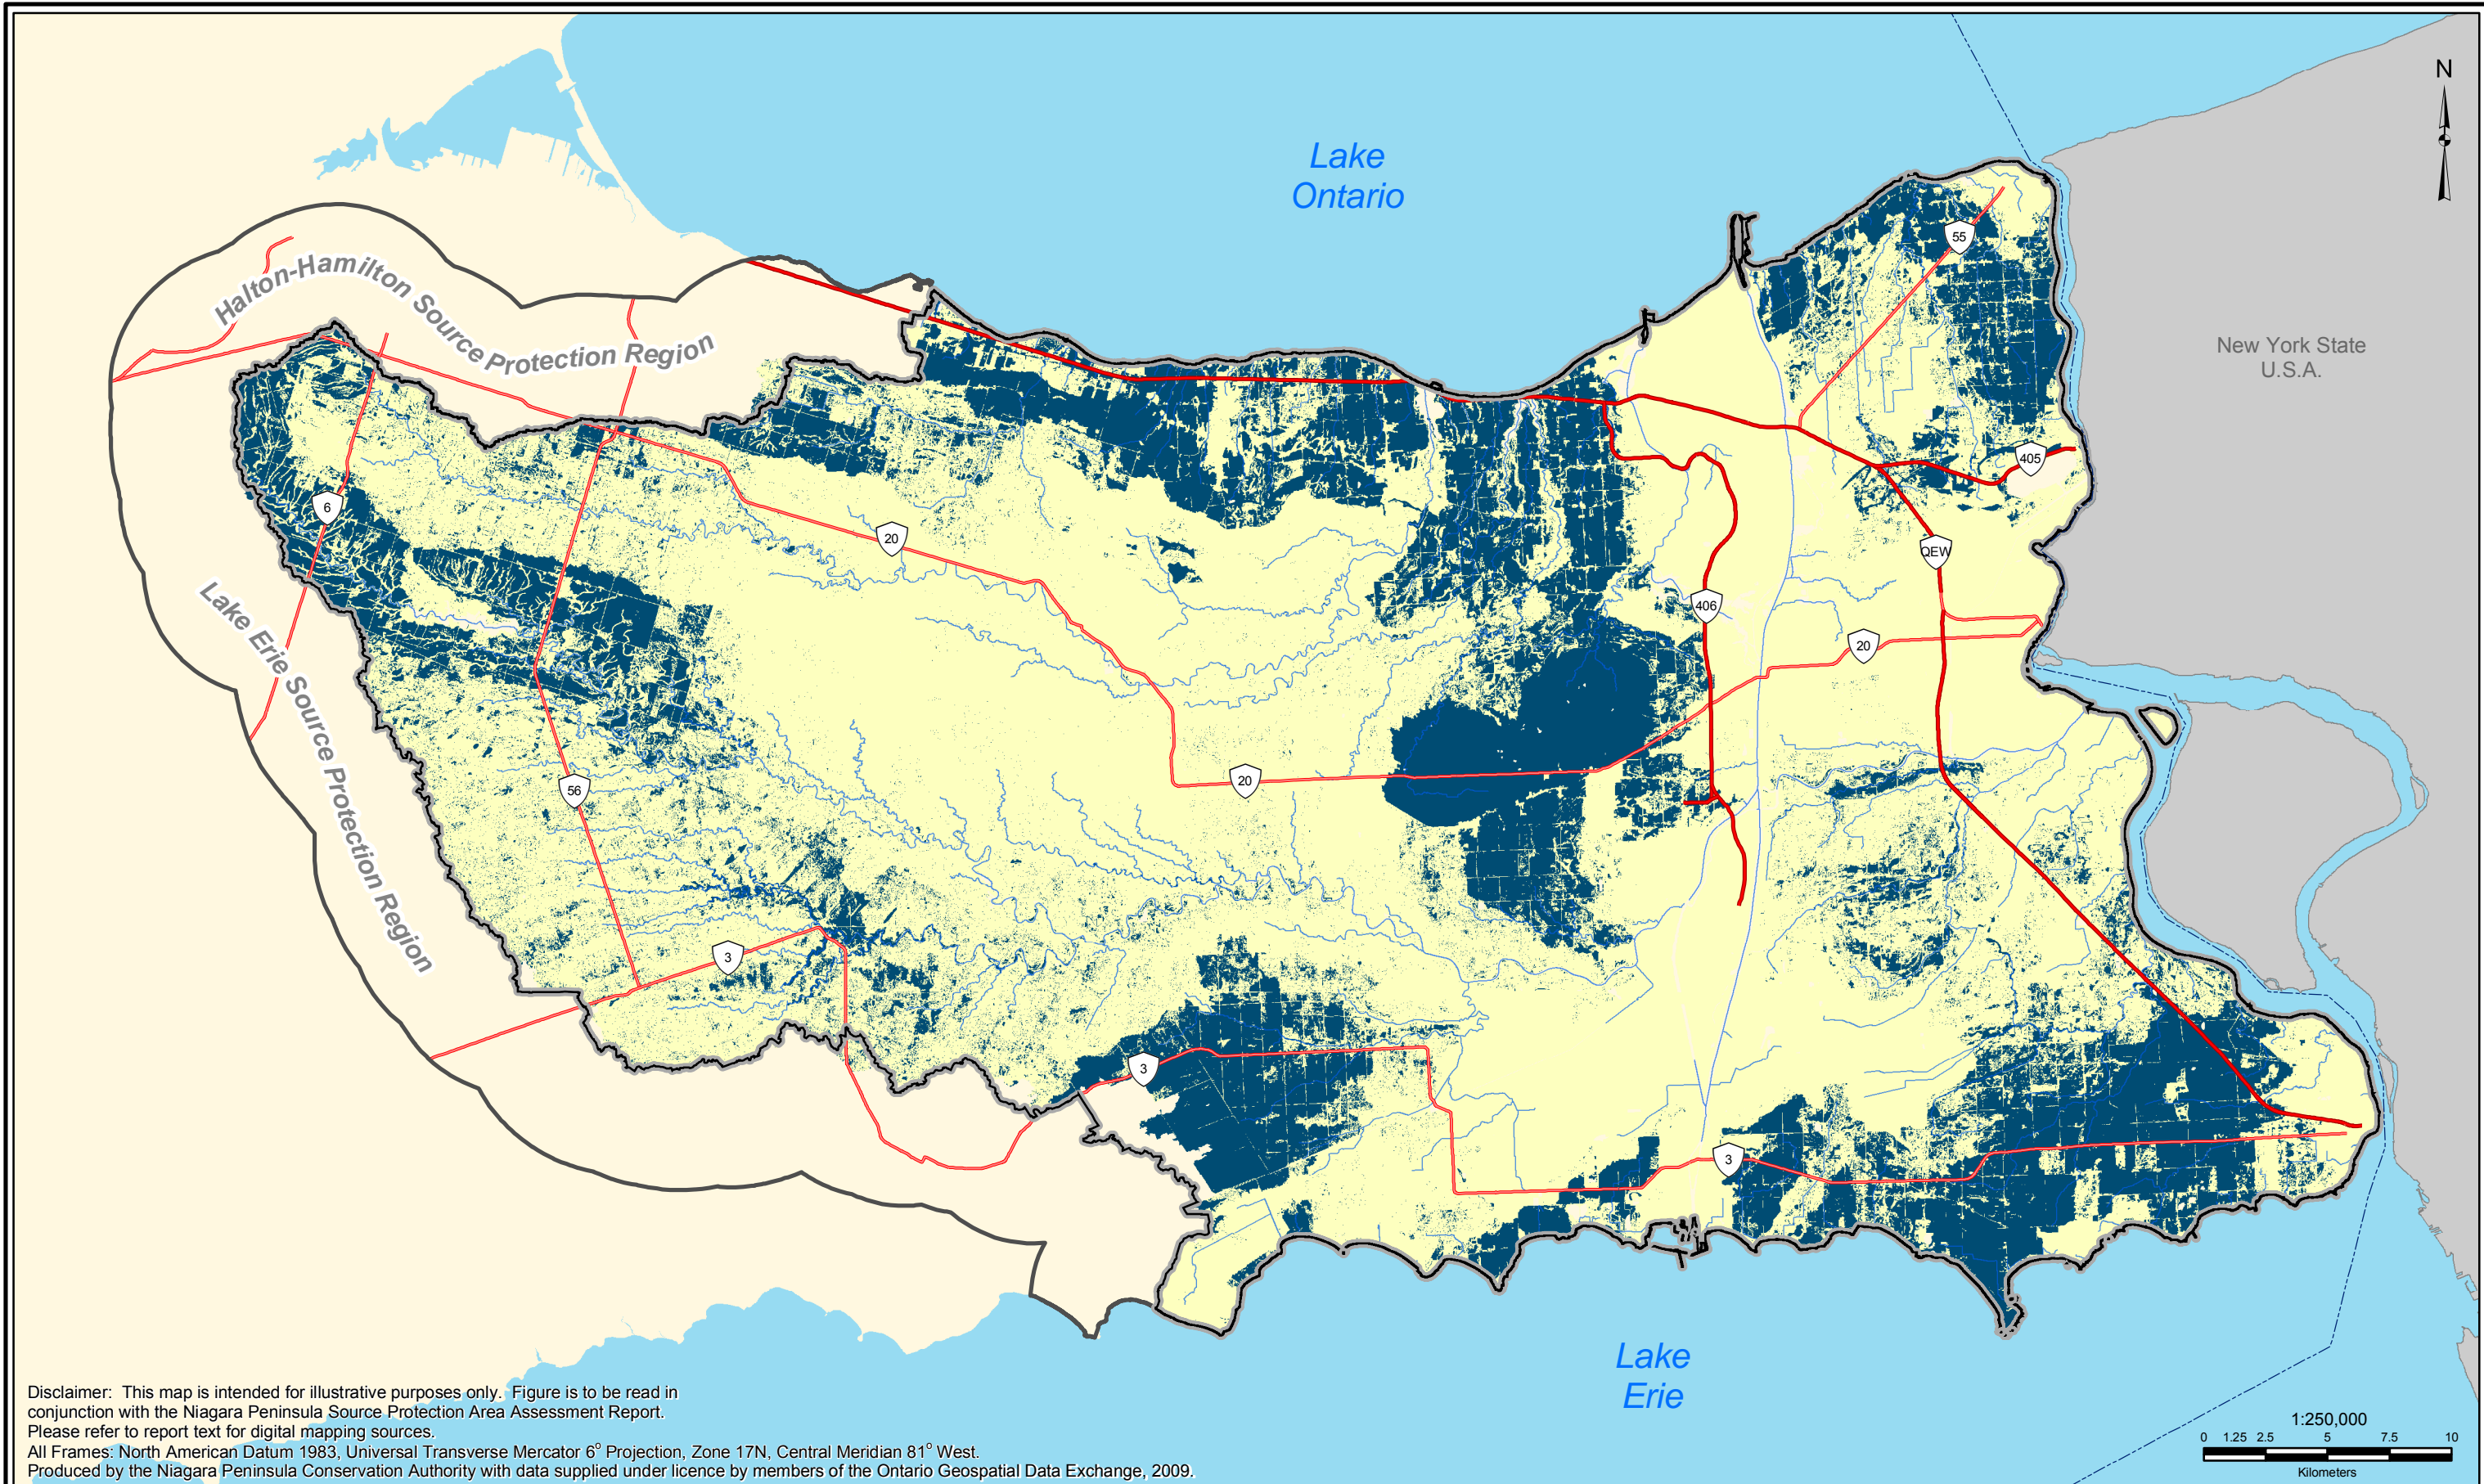 N
Lake
Ontario
55
Halton-Hamilton Source Protection Region
New York State
U.S.A.
405
6
20
QEW
406
Lake Erie Source Protection Region
20
20
56
3
3
3
Lake
Erie
Disclaimer: This map is intended for illustrative purposes only. Figure is to be read in
conjunction with the Niagara Peninsula Source Protection Area Assessment Report.
Please refer to report text for digital mapping sources.
All Frames: North American Datum 1983, Universal Transverse Mercator 6° Projection, Zone 17N, Central Meridian 81° West.
Produced by the Niagara Peninsula Conservation Authority with data supplied under licence by members of the Ontario Geospatial Data Exchange, 2009.
1:250,000
0 1.25 2.5 5 7.5 10
Kilometers